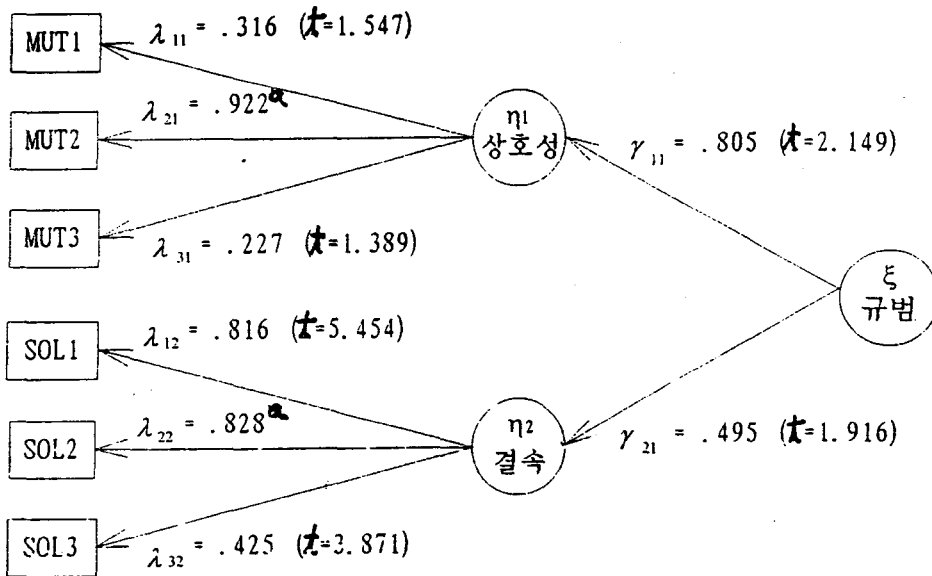 MUT1
λ11 = .316 (t=1.547)
MUT2
λ21 = .922a
MUT3
λ31 = .227 (t=1.389)
η1
상호성
γ11 = .805 (t=2.149)
ξ
규범
SOL1
λ12 = .816 (t=5.454)
SOL2
λ22 = .828a
SOL3
λ32 = .425 (t=3.871)
η2
결속
γ21 = .495 (t=1.916)